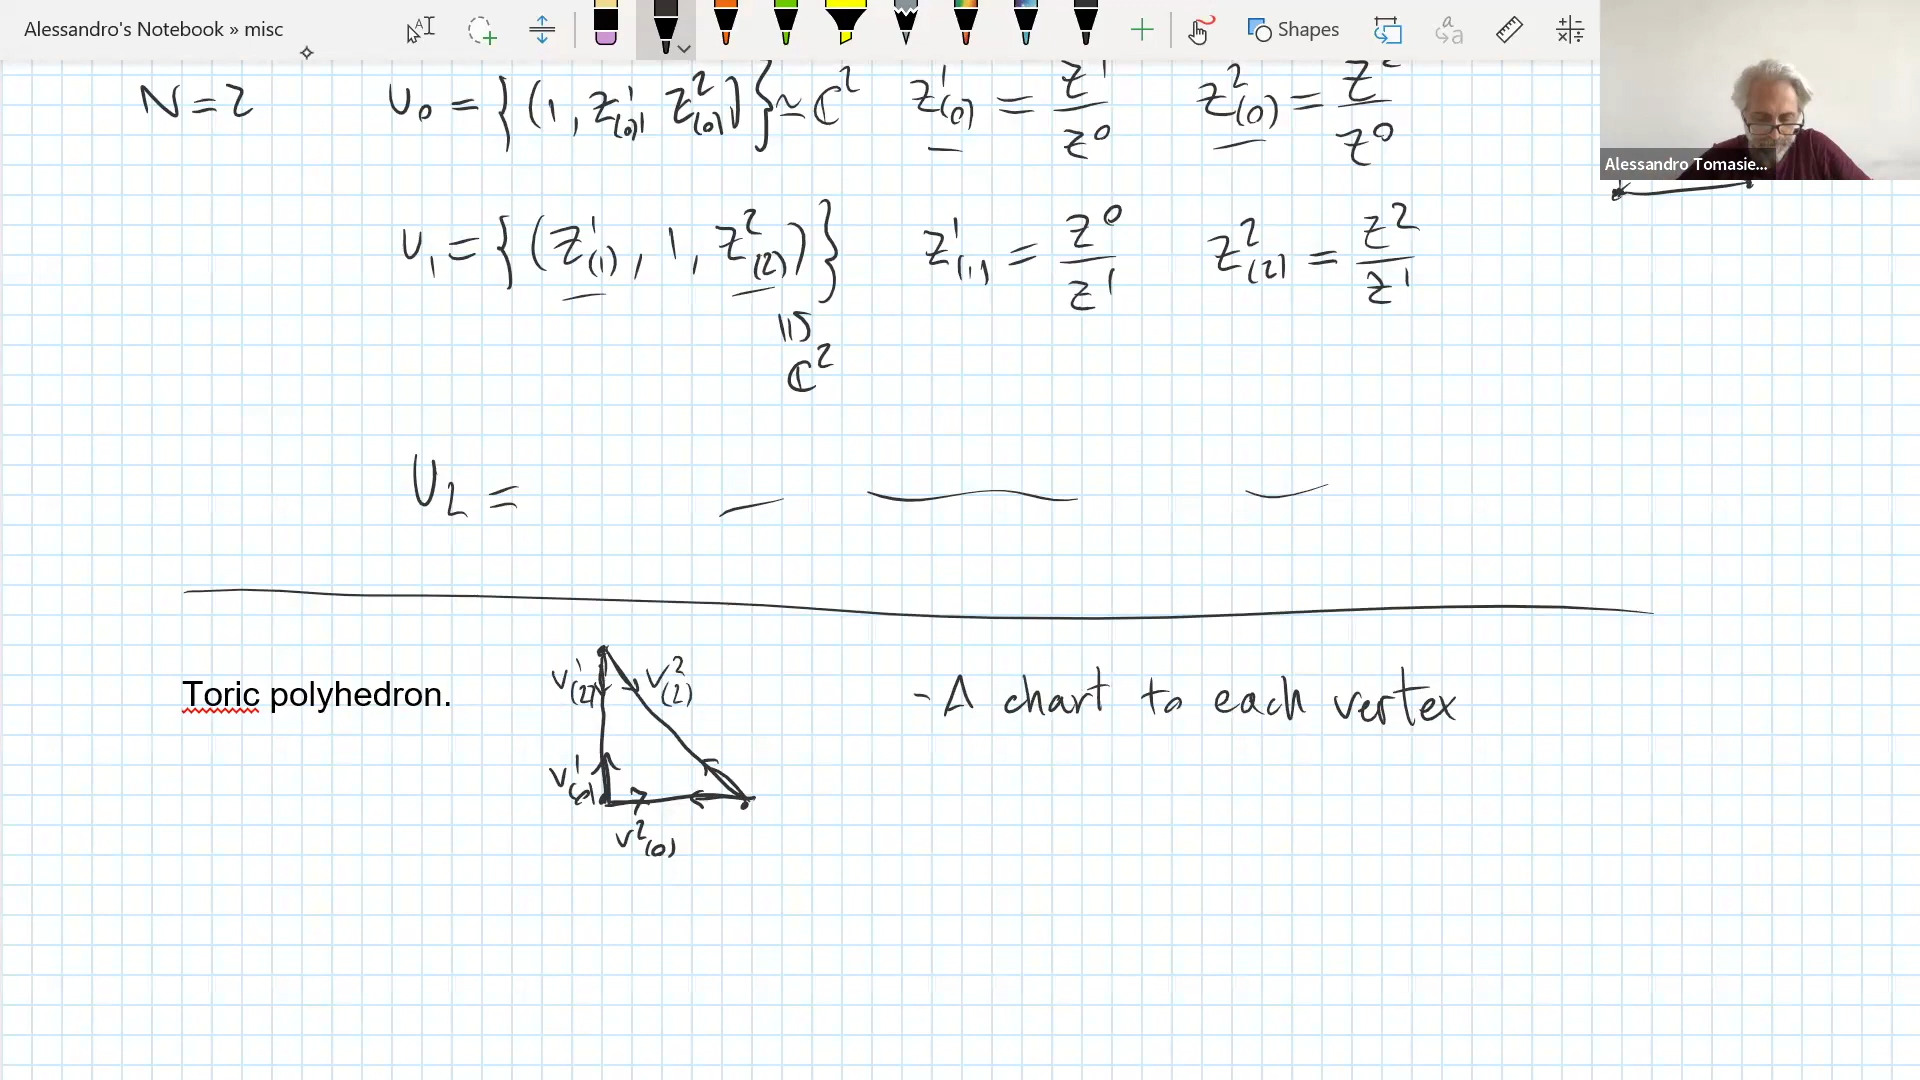 Alessandro's Notebook » misc
Shapes
Alessandro Tomasie...
N=2 U₀ = {(1, z¹₍₀₎, z²₍₀₎)} ≃ ℂ² z¹₍₀₎ = z¹/z⁰ z²₍₀₎ = z²/z⁰
U₁ = {(z¹₍₁₎, 1, z²₍₂₎)} z¹₍₁₎ = z⁰/z¹ z²₍₂₎ = z²/z¹
≃
ℂ²
U₂ =
Toric polyhedron.
v¹₍₂₎ v²₍₂₎
- A chart to each vertex
v¹₍₀₎
v²₍₀₎